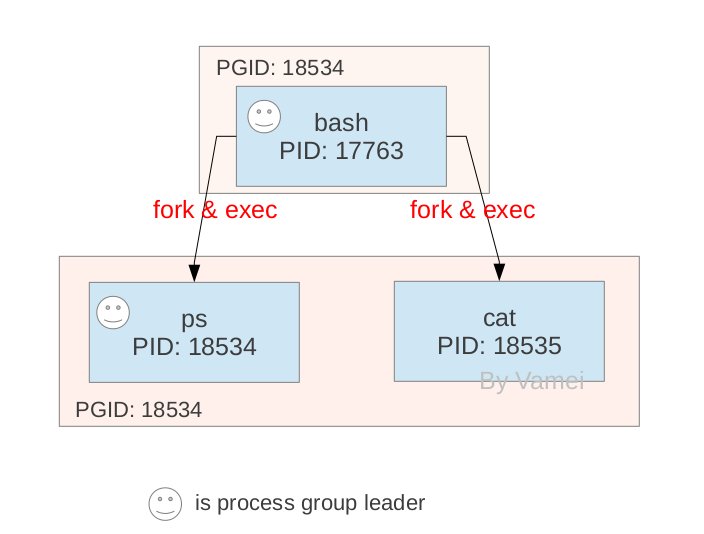 PGID: 18534
bash
PID: 17763
fork & exec
fork & exec
ps
PID: 18534
cat
PID: 18535
By Vamei
PGID: 18534
is process group leader